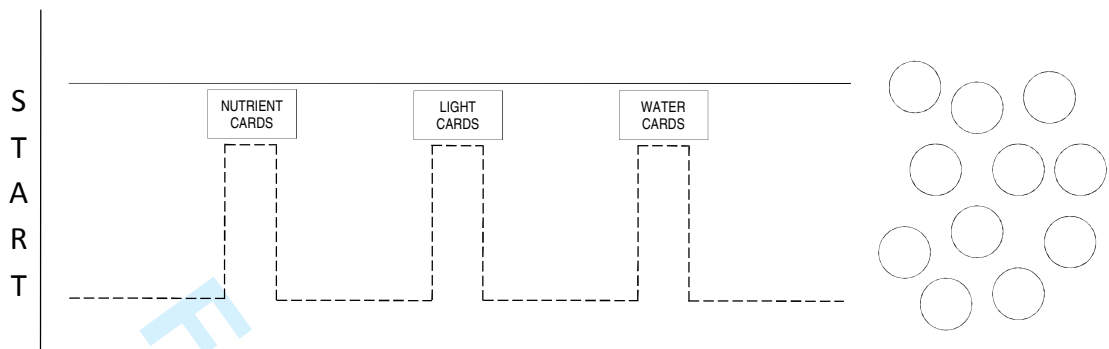 S
T
A
R
T
NUTRIENT
CARDS
LIGHT
CARDS
WATER
CARDS
F